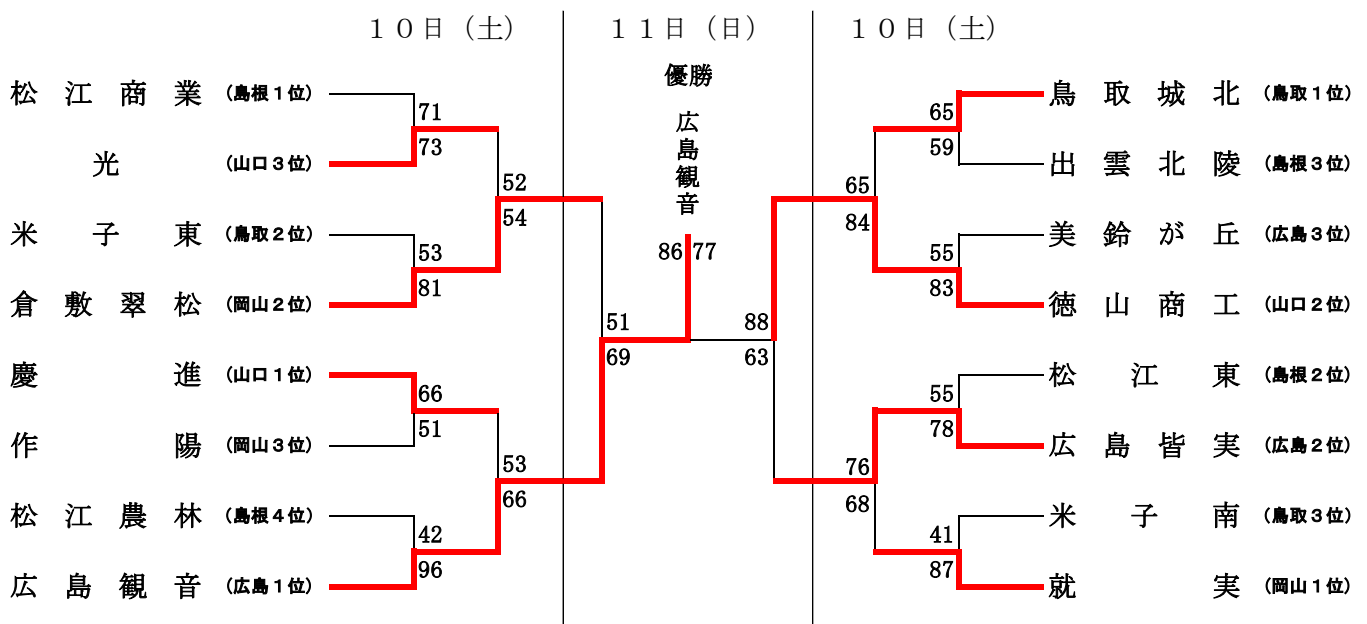 １０日（土）
１１日（日）
１０日（土）
優勝
広島観音
86 77
松江商業 (島根１位)
71
73
光 (山口３位)
52
54
米子東 (鳥取２位)
53
81
倉敷翠松 (岡山２位)
51
69
慶進 (山口１位)
66
51
作陽 (岡山３位)
53
66
松江農林 (島根４位)
42
96
広島観音 (広島１位)
88
63
鳥取城北 (鳥取１位)
65
59
出雲北陵 (島根３位)
65
84
美鈴が丘 (広島３位)
55
83
徳山商工 (山口２位)
松江東 (島根２位)
55
78
広島皆実 (広島２位)
76
68
米子南 (鳥取３位)
41
87
就実 (岡山１位)